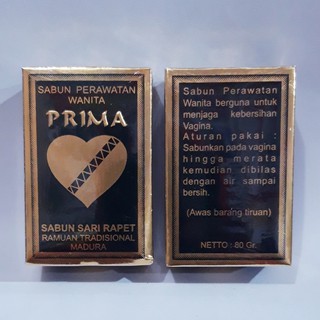 SABUN PERAWATAN
WANITA
PRIMA
SABUN SARI RAPET
RAMUAN TRADISIONAL
MADURA
Sabun Perawatan
Wanita berguna untuk
menjaga kebersihan
Vagina.
Aturan pakai :
Sabunkan pada vagina
hingga merata
kemudian dibilas
dengan air sampai
bersih.
(Awas barang tiruan)
NETTO : 80 Gr.